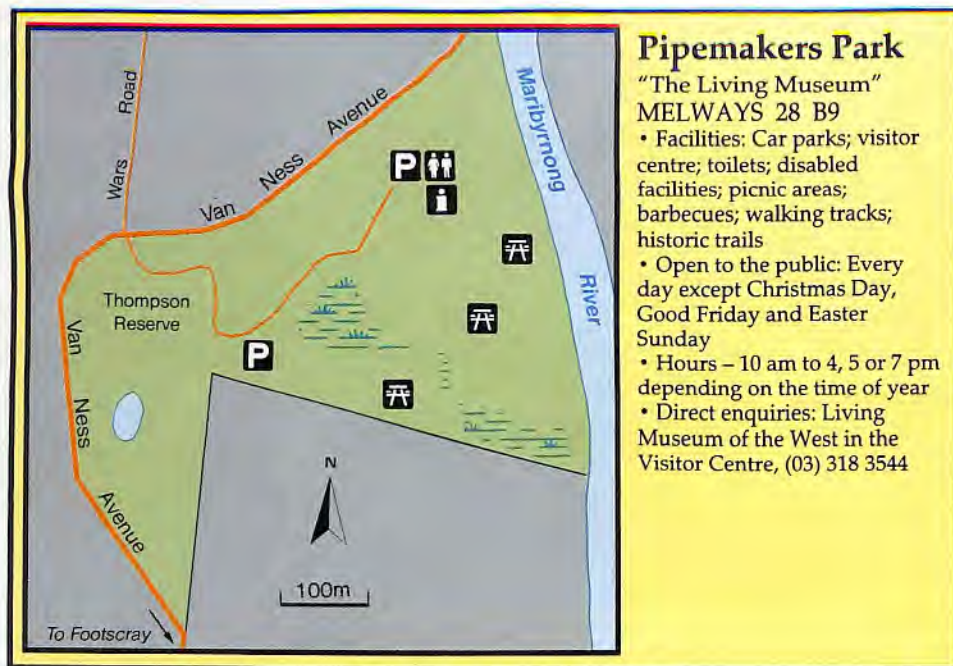 Pipemakers Park
"The Living Museum"
MELWAYS 28 B9
• Facilities: Car parks; visitor
centre; toilets; disabled
facilities; picnic areas;
barbecues; walking tracks;
historic trails
• Open to the public: Every
day except Christmas Day,
Good Friday and Easter
Sunday
• Hours – 10 am to 4, 5 or 7 pm
depending on the time of year
• Direct enquiries: Living
Museum of the West in the
Visitor Centre, (03) 318 3544
Wars Road
Van Ness Avenue
Maribyrnong River
P
i
Thompson
Reserve
P
Van Ness Avenue
N
100m
To Footscray